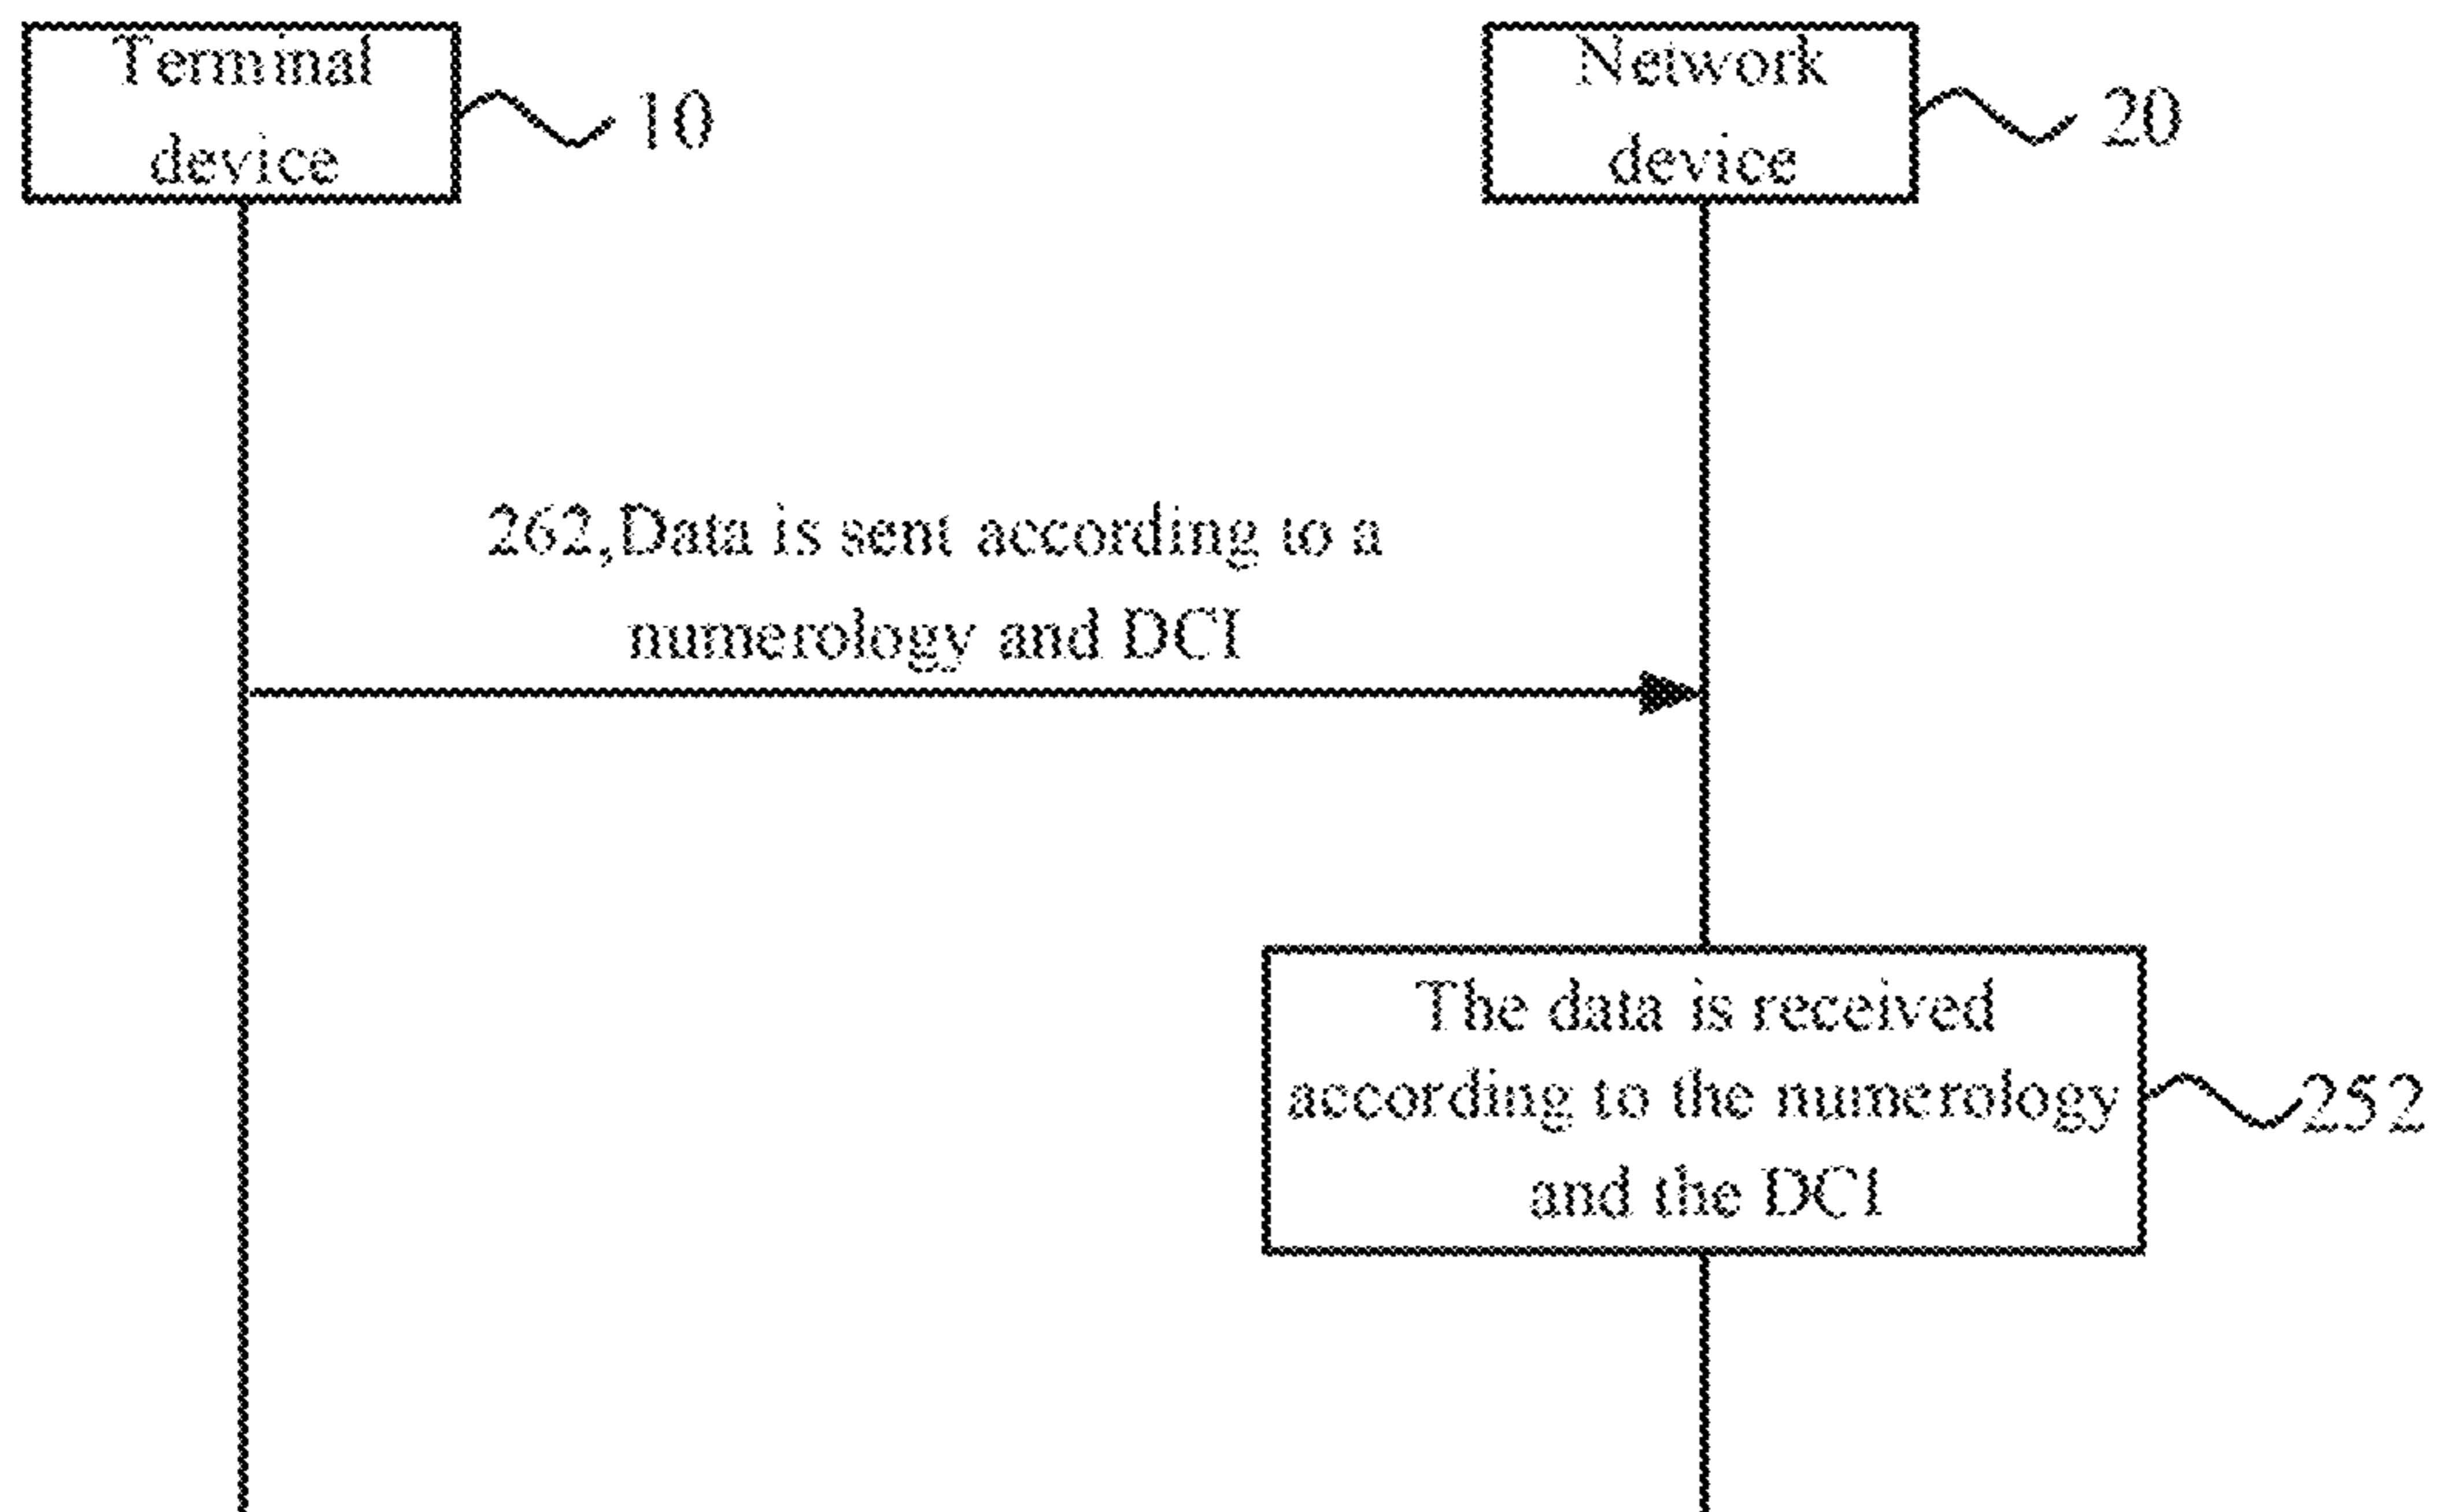 Terminal
device
10
Network
device
20
262,Data is sent according to a
numerology and DCI
The data is received
according to the numerology
and the DCI
252